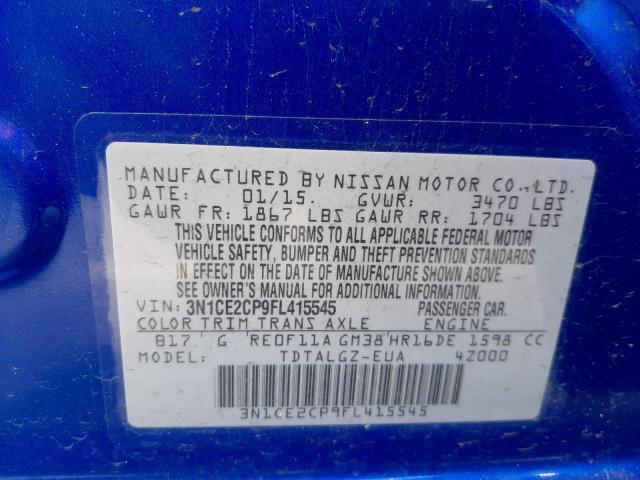 MANUFACTURED BY NISSAN MOTOR CO., LTD.
DATE: 01/15. GVWR: 3470 LBS
GAWR FR: 1867 LBS GAWR RR: 1704 LBS
THIS VEHICLE CONFORMS TO ALL APPLICABLE FEDERAL MOTOR
VEHICLE SAFETY, BUMPER AND THEFT PREVENTION STANDARDS
IN EFFECT ON THE DATE OF MANUFACTURE SHOWN ABOVE.
SEE OWNER'S MANUAL FOR ADDITIONAL INFORMATION.
VIN: 3N1CE2CP9FL415545 PASSENGER CAR.
COLOR TRIM TRANS AXLE ENGINE
B17 G RE0F11A GM38 HR16DE 1598 CC
MODEL: TDTALGZ-EUA 4Z000
3N1CE2CP9FL415545